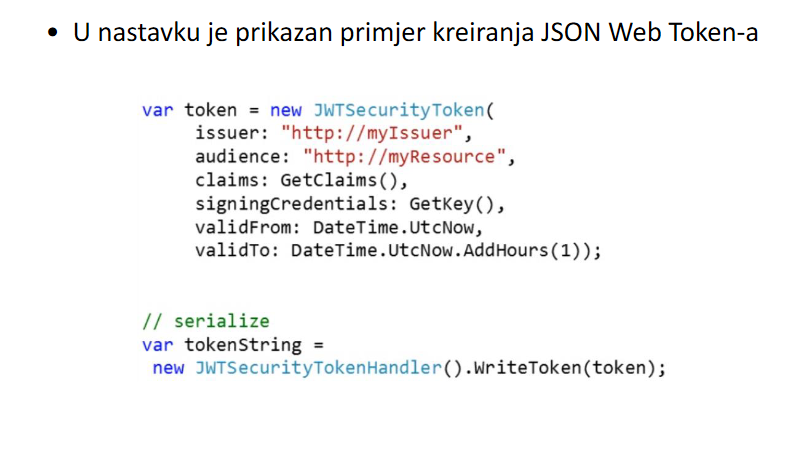 • U nastavku je prikazan primjer kreiranja JSON Web Token-a
var token = new JWTSecurityToken(
issuer: "http://myIssuer",
audience: "http://myResource",
claims: GetClaims(),
signingCredentials: GetKey(),
validFrom: DateTime.UtcNow,
validTo: DateTime.UtcNow.AddHours(1));
// serialize
var tokenString =
new JWTSecurityTokenHandler().WriteToken(token);